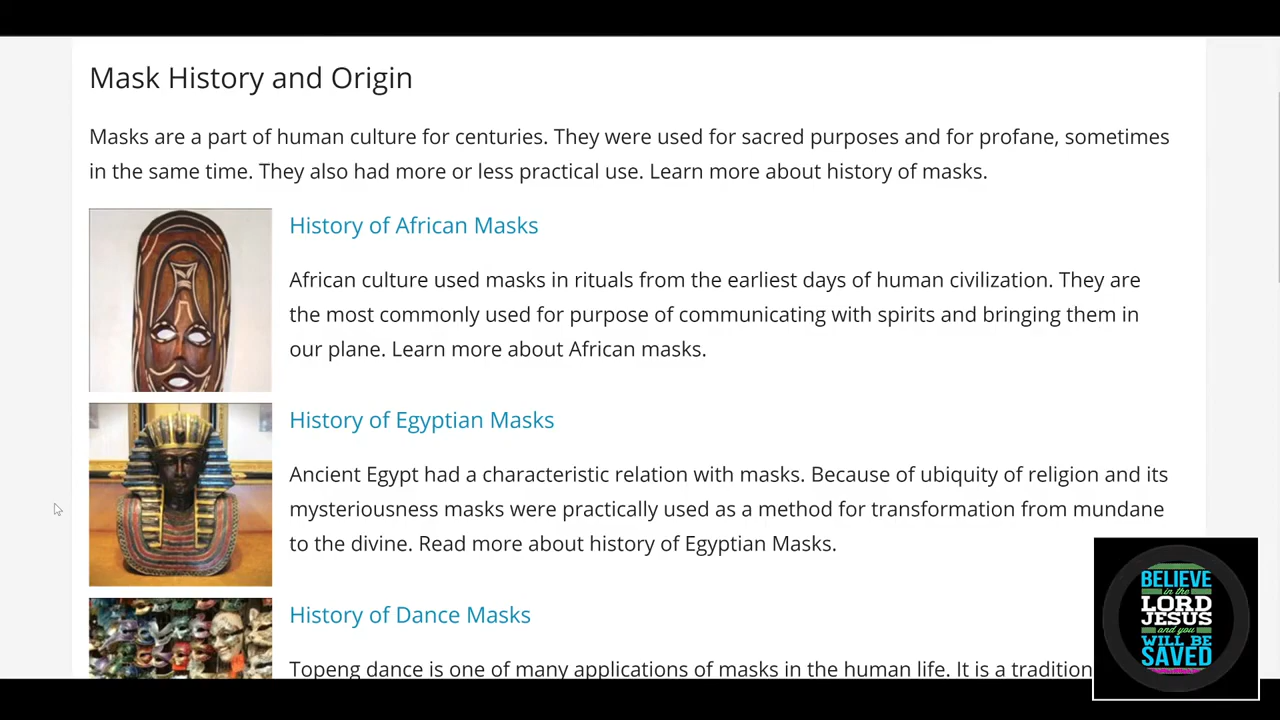 Mask History and Origin
Masks are a part of human culture for centuries. They were used for sacred purposes and for profane, sometimes
in the same time. They also had more or less practical use. Learn more about history of masks.
History of African Masks
African culture used masks in rituals from the earliest days of human civilization. They are
the most commonly used for purpose of communicating with spirits and bringing them in
our plane. Learn more about African masks.
History of Egyptian Masks
Ancient Egypt had a characteristic relation with masks. Because of ubiquity of religion and its
mysteriousness masks were practically used as a method for transformation from mundane
to the divine. Read more about history of Egyptian Masks.
History of Dance Masks
Topeng dance is one of many applications of masks in the human life. It is a tradition
BELIEVE
in the
LORD
JESUS
and you
WILL BE
SAVED